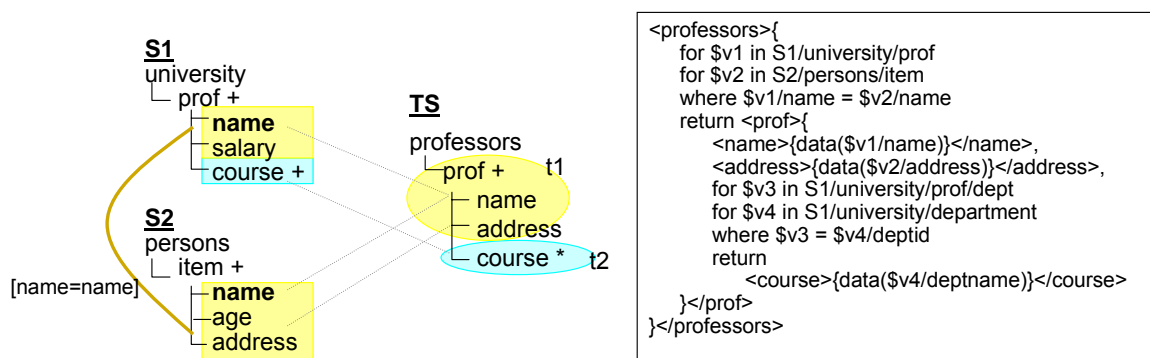 S1
university
prof +
name
salary
course +
S2
persons
item +
[name=name]
name
age
address
TS
professors
prof +
t1
name
address
course *
t2
<professors>{
for $v1 in S1/university/prof
for $v2 in S2/persons/item
where $v1/name = $v2/name
return <prof>{
<name>{data($v1/name)}</name>,
<address>{data($v2/address)}</address>,
for $v3 in S1/university/prof/dept
for $v4 in S1/university/department
where $v3 = $v4/deptid
return
<course>{data($v4/deptname)}</course>
}</prof>
}</professors>